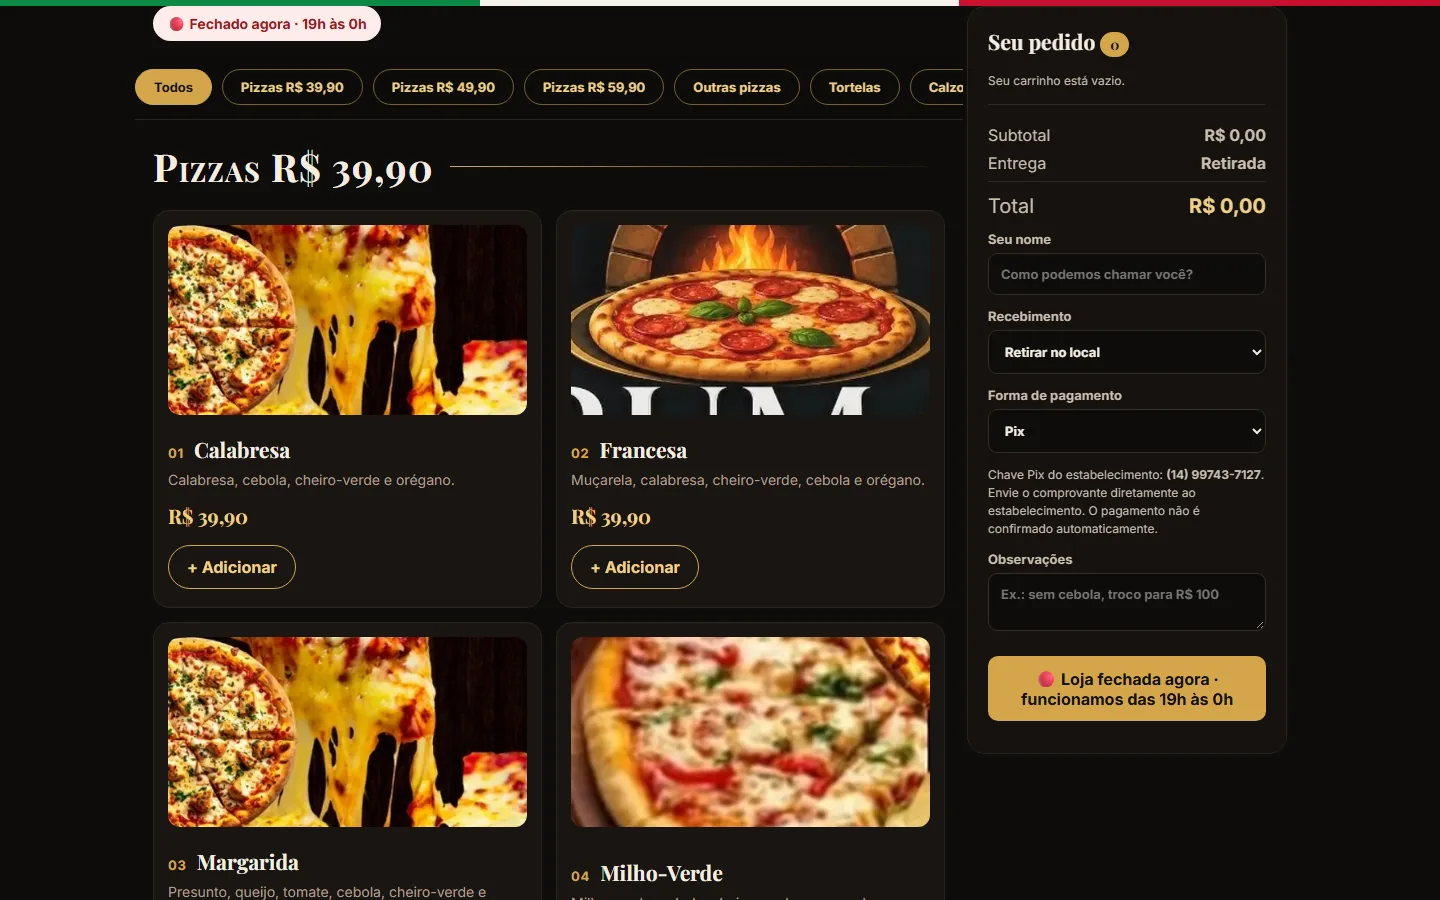 Fechado agora · 19h às 0h
Todos
Pizzas R$ 39,90
Pizzas R$ 49,90
Pizzas R$ 59,90
Outras pizzas
Tortelas
Calzo
Pizzas R$ 39,90
01 Calabresa
Calabresa, cebola, cheiro-verde e orégano.
R$ 39,90
+ Adicionar
02 Francesa
Muçarela, calabresa, cheiro-verde, cebola e orégano.
R$ 39,90
+ Adicionar
03 Margarida
Presunto, queijo, tomate, cebola, cheiro-verde e
04 Milho-Verde
Seu pedido 0
Seu carrinho está vazio.
Subtotal R$ 0,00
Entrega Retirada
Total R$ 0,00
Seu nome
Como podemos chamar você?
Recebimento
Retirar no local
Forma de pagamento
Pix
Chave Pix do estabelecimento: (14) 99743-7127.
Envie o comprovante diretamente ao
estabelecimento. O pagamento não é
confirmado automaticamente.
Observações
Ex.: sem cebola, troco para R$ 100
Loja fechada agora ·
funcionamos das 19h às 0h